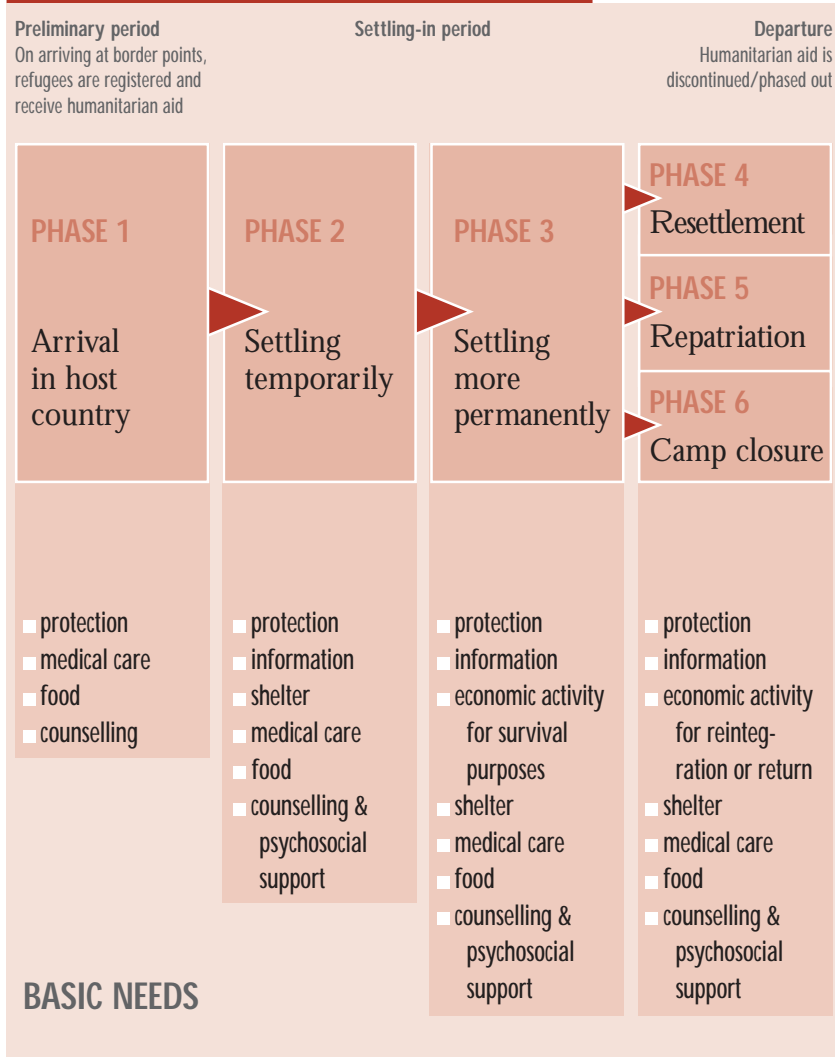 Preliminary period
On arriving at border points,
refugees are registered and
receive humanitarian aid
Settling-in period
Departure
Humanitarian aid is
discontinued/phased out
PHASE 1
Arrival
in host
country
PHASE 2
Settling
temporarily
PHASE 3
Settling
more
permanently
PHASE 4
Resettlement
PHASE 5
Repatriation
PHASE 6
Camp closure
protection
medical care
food
counselling
protection
information
shelter
medical care
food
counselling &
psychosocial
support
protection
information
economic activity
for survival
purposes
shelter
medical care
food
counselling &
psychosocial
support
protection
information
economic activity
for reinteg-
ration or return
shelter
medical care
food
counselling &
psychosocial
support
BASIC NEEDS